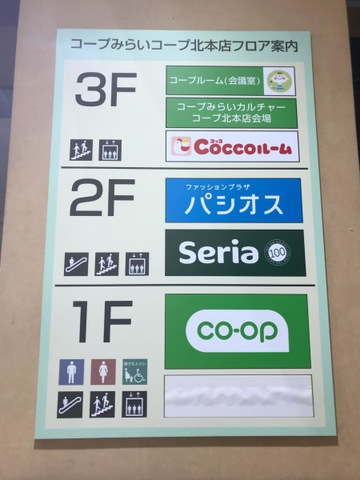 コープみらいコープ北本店フロア案内
3F
コープルーム(会議室)
コープみらいカルチャー
コープ北本店会場
コッコ
Coccoルーム
2F
ファッションプラザ
パシオス
Seria
100
1F
co-op